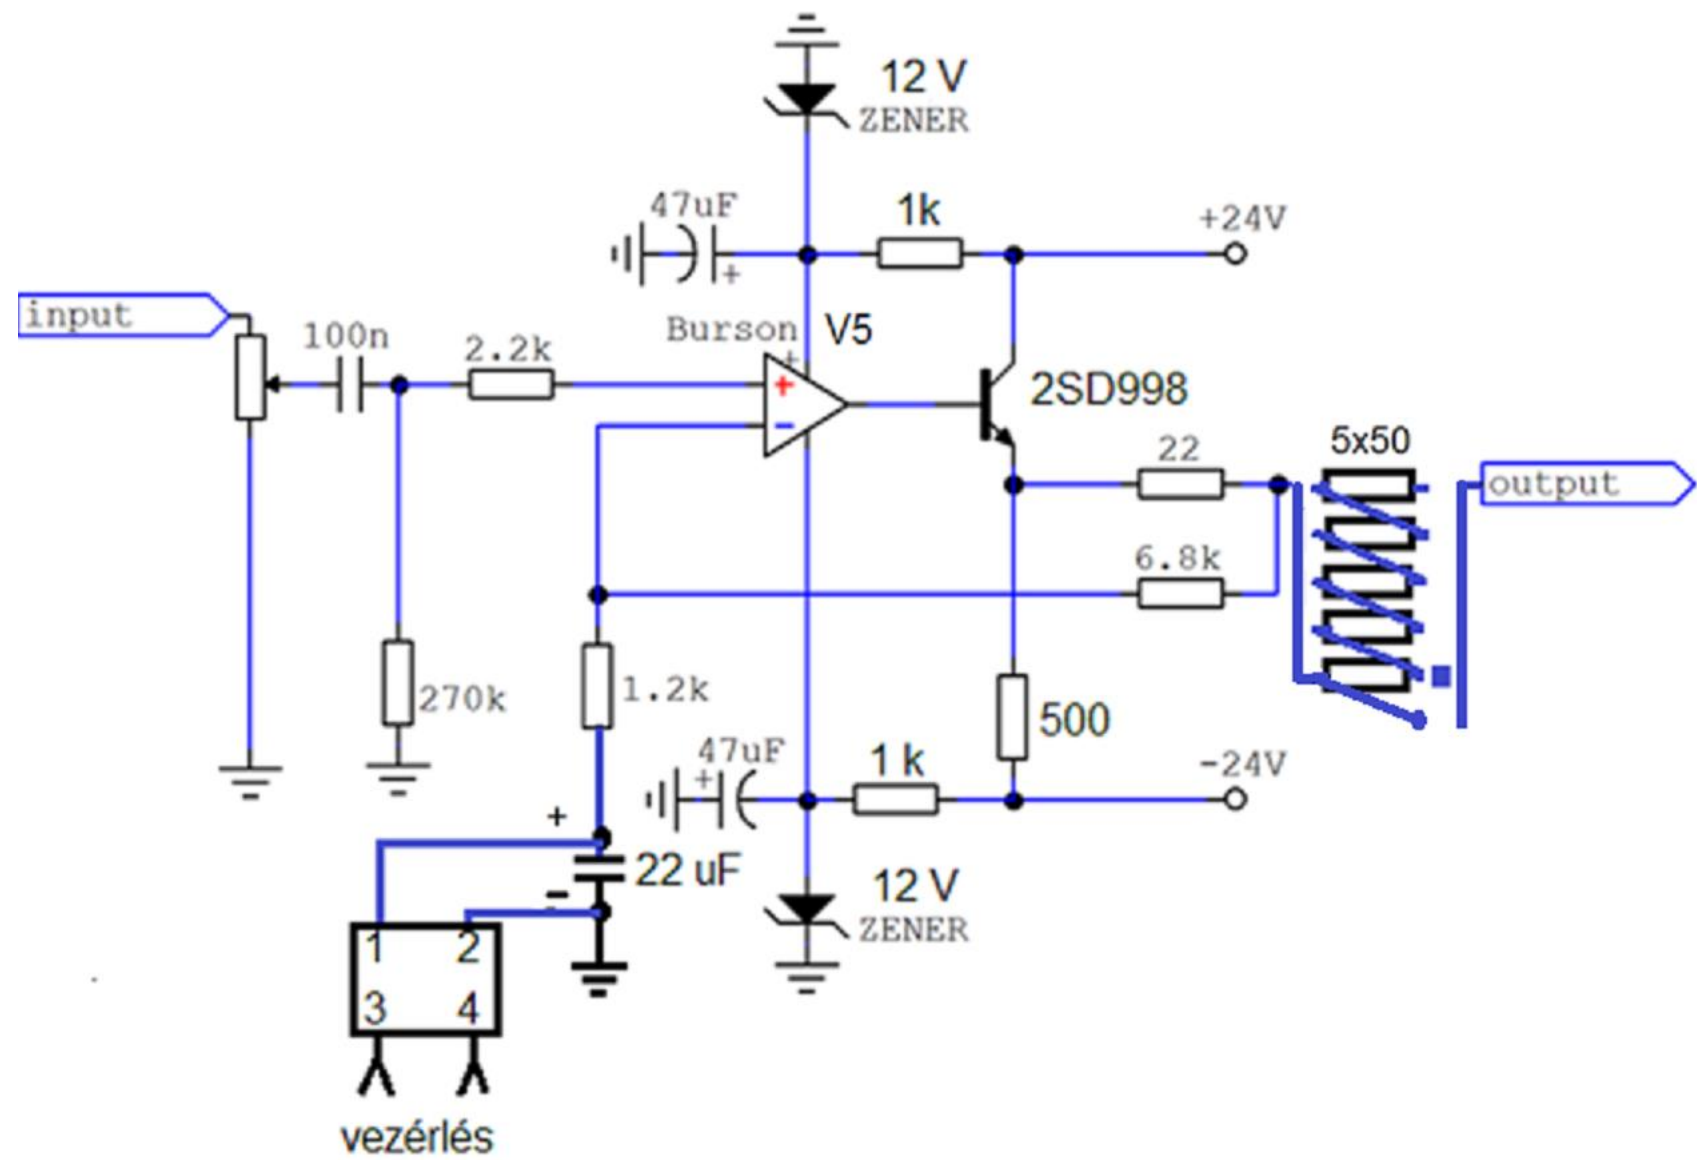 12 V
ZENER
47uF
1k
+24V
+
input
100n
2.2k
Burson V5
+
+
-
2SD998
22
5x50
output
6.8k
270k
1.2k
500
47uF
+
1 k
-24V
+
22 uF
-
12 V
ZENER
1 2
3 4
vezérlés